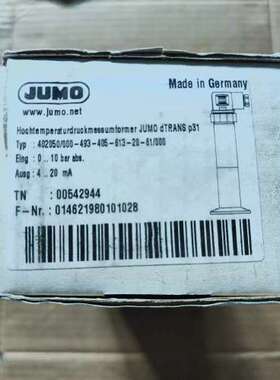 JUMO
www.jumo.net
Made in Germany
Hochtemperaturdruckmessumformer JUMO dTRANS p31
Typ : 402050/000-493-405-613-20-61/000
Eing : 0...10 bar abs.
Ausg : 4...20 mA
TN : 00542944
F-Nr. : 0146219801010028